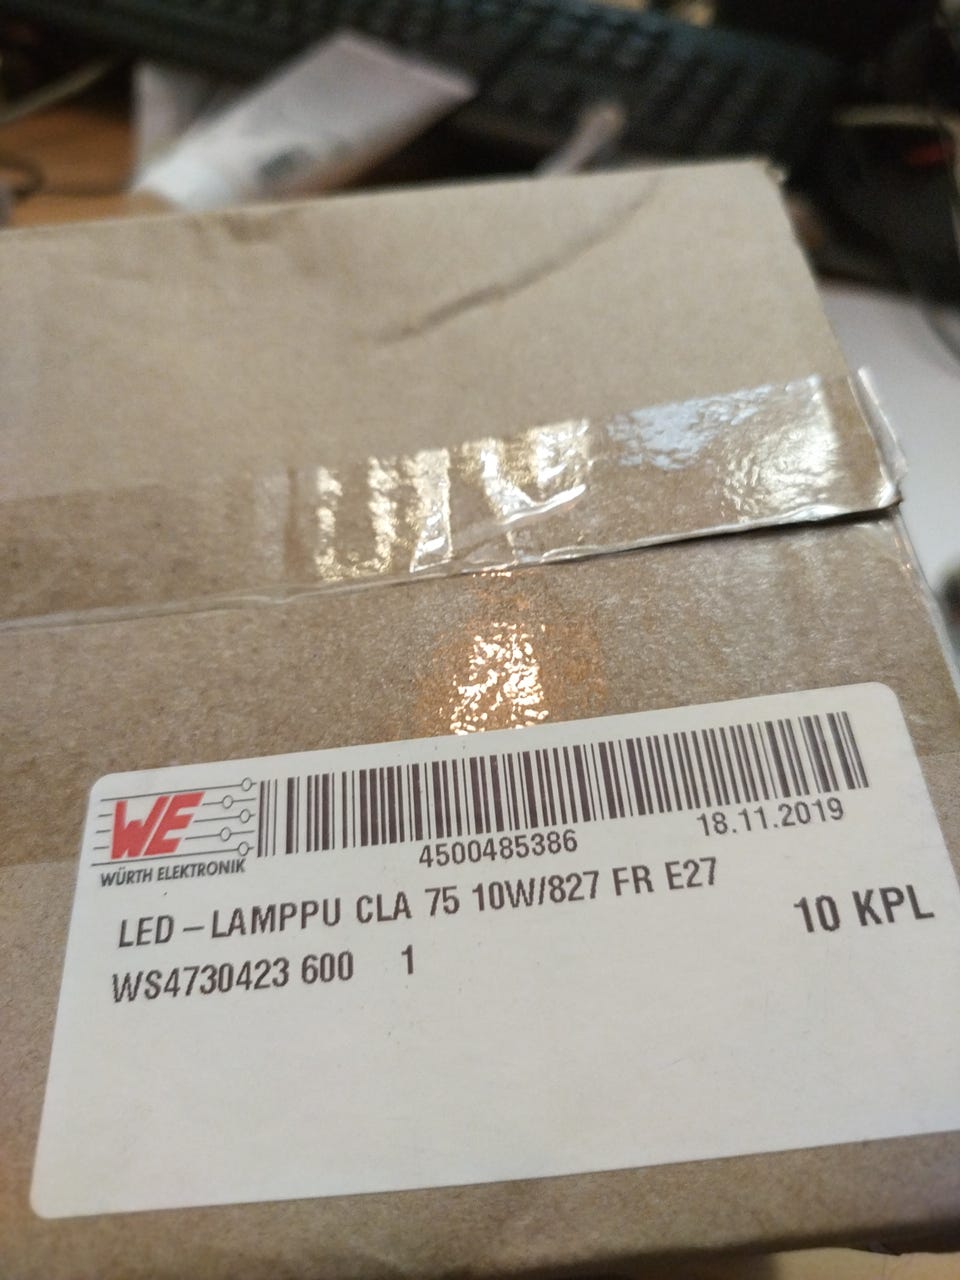 WE
WÜRTH ELEKTRONIK
4500485386
18.11.2019
LED - LAMPPU CLA 75 10W/827 FR E27
10 KPL
WS4730423 600 1